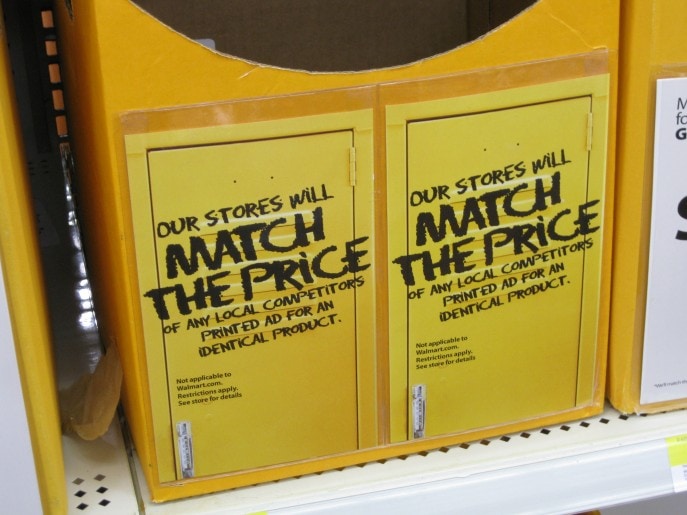 OUR STORES WiLL
MATCH
THE PRiCE
OF ANY LOCAL COMPETITORS
PRINTED AD FOR AN
iDENTICAL PRODUCT.
Not applicable to
Walmart.com.
Restrictions apply.
See store for details
OUR STORES WiLL
MATCH
THE PRiCE
OF ANY LOCAL COMPETITORS
PRINTED AD FOR AN
iDENTICAL PRODUCT.
Not applicable to
Walmart.com.
Restrictions apply.
See store for details